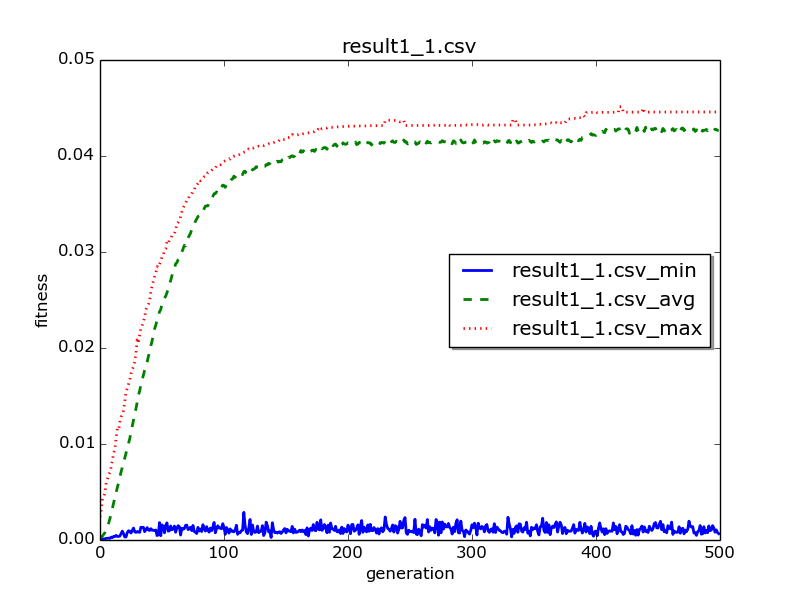 result1_1.csv
0.05
0.04
0.03
0.02
0.01
0.00
fitness
result1_1.csv_min
result1_1.csv_avg
result1_1.csv_max
0 100 200 300 400 500
generation